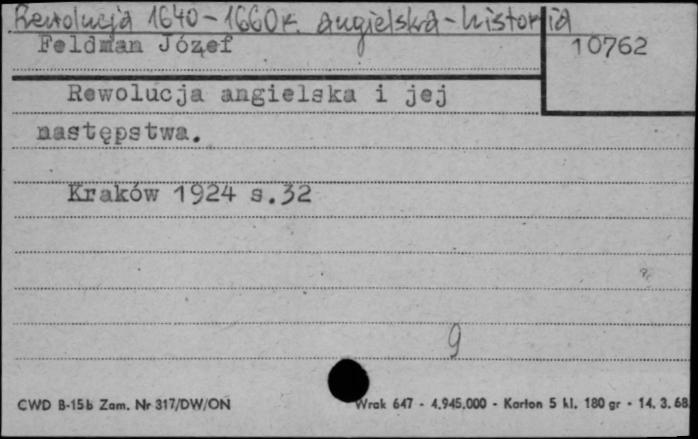 Rewolucja 1640-1660 r. angielska-historia
Feldman Józef
10762
Rewolucja angielska i jej
następstwa.
Kraków 1924 s.32
9
CWD B-15b Zam. Nr 317/DW/ON
Wrak 647 - 4.945.000 - Karton 5 kl. 180 gr - 14. 3. 68